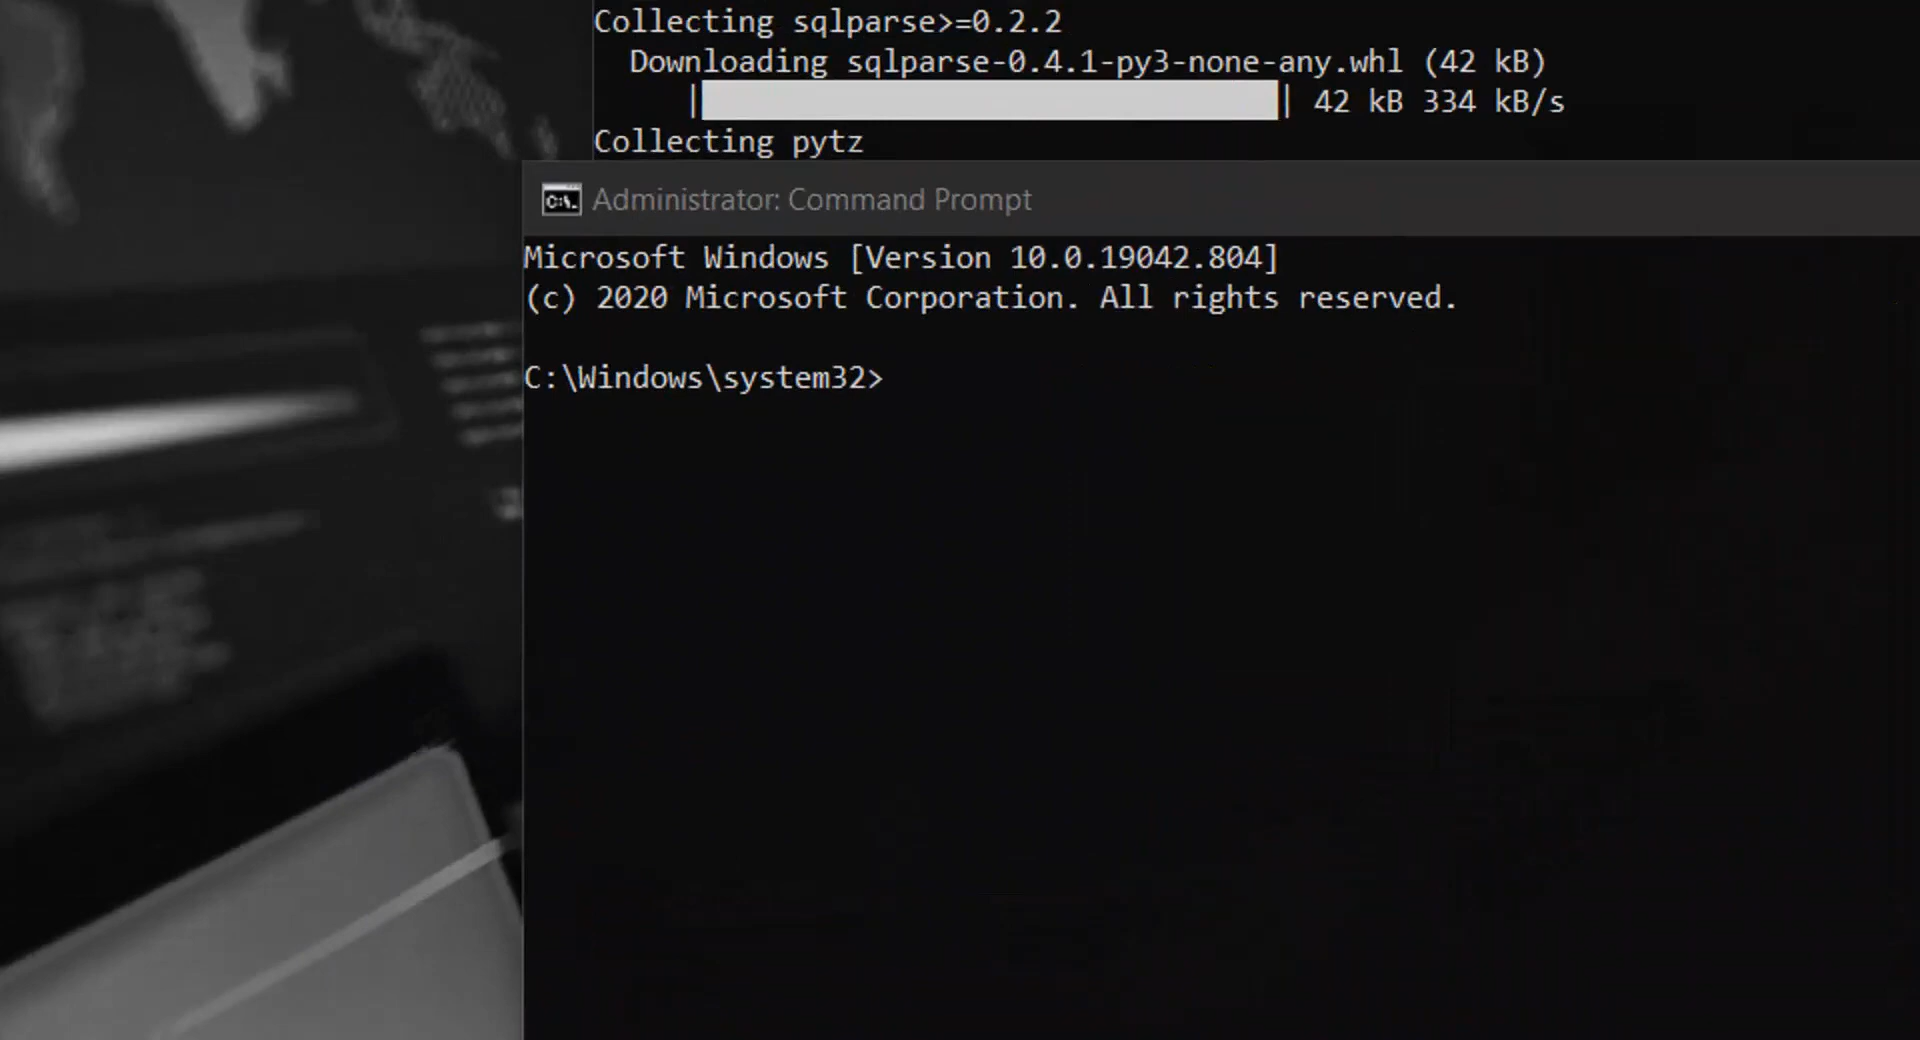 Collecting sqlparse>=0.2.2
Downloading sqlparse-0.4.1-py3-none-any.whl (42 kB)
| | 42 kB 334 kB/s
Collecting pytz
C:\. Administrator: Command Prompt
Microsoft Windows [Version 10.0.19042.804]
(c) 2020 Microsoft Corporation. All rights reserved.
C:\Windows\system32>